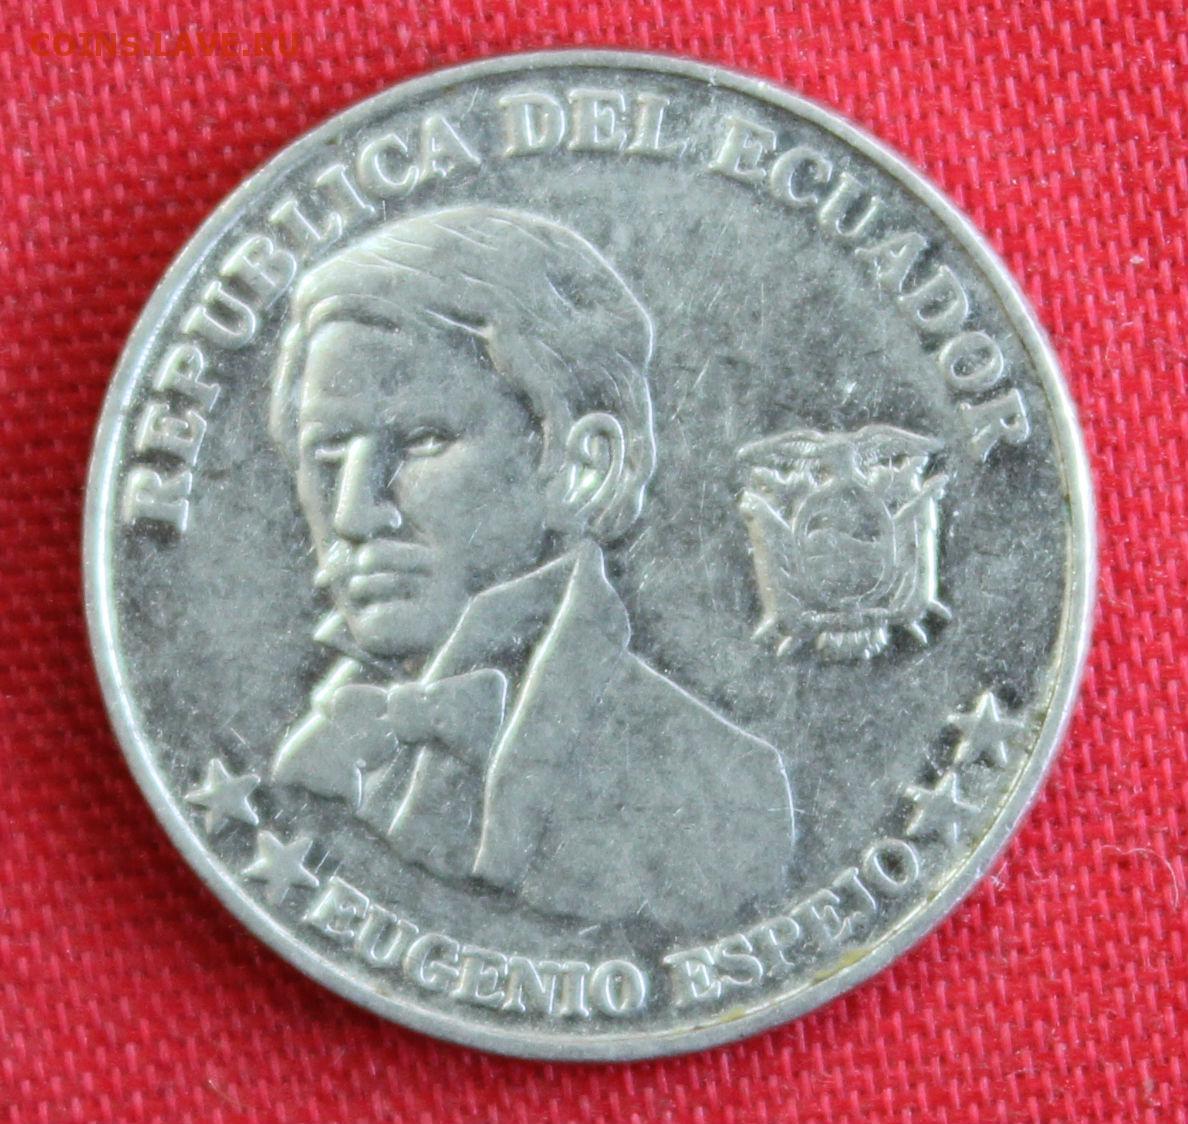 COINS.LAVE.RU
REPUBLICA DEL ECUADOR
EUGENIO ESPEJO